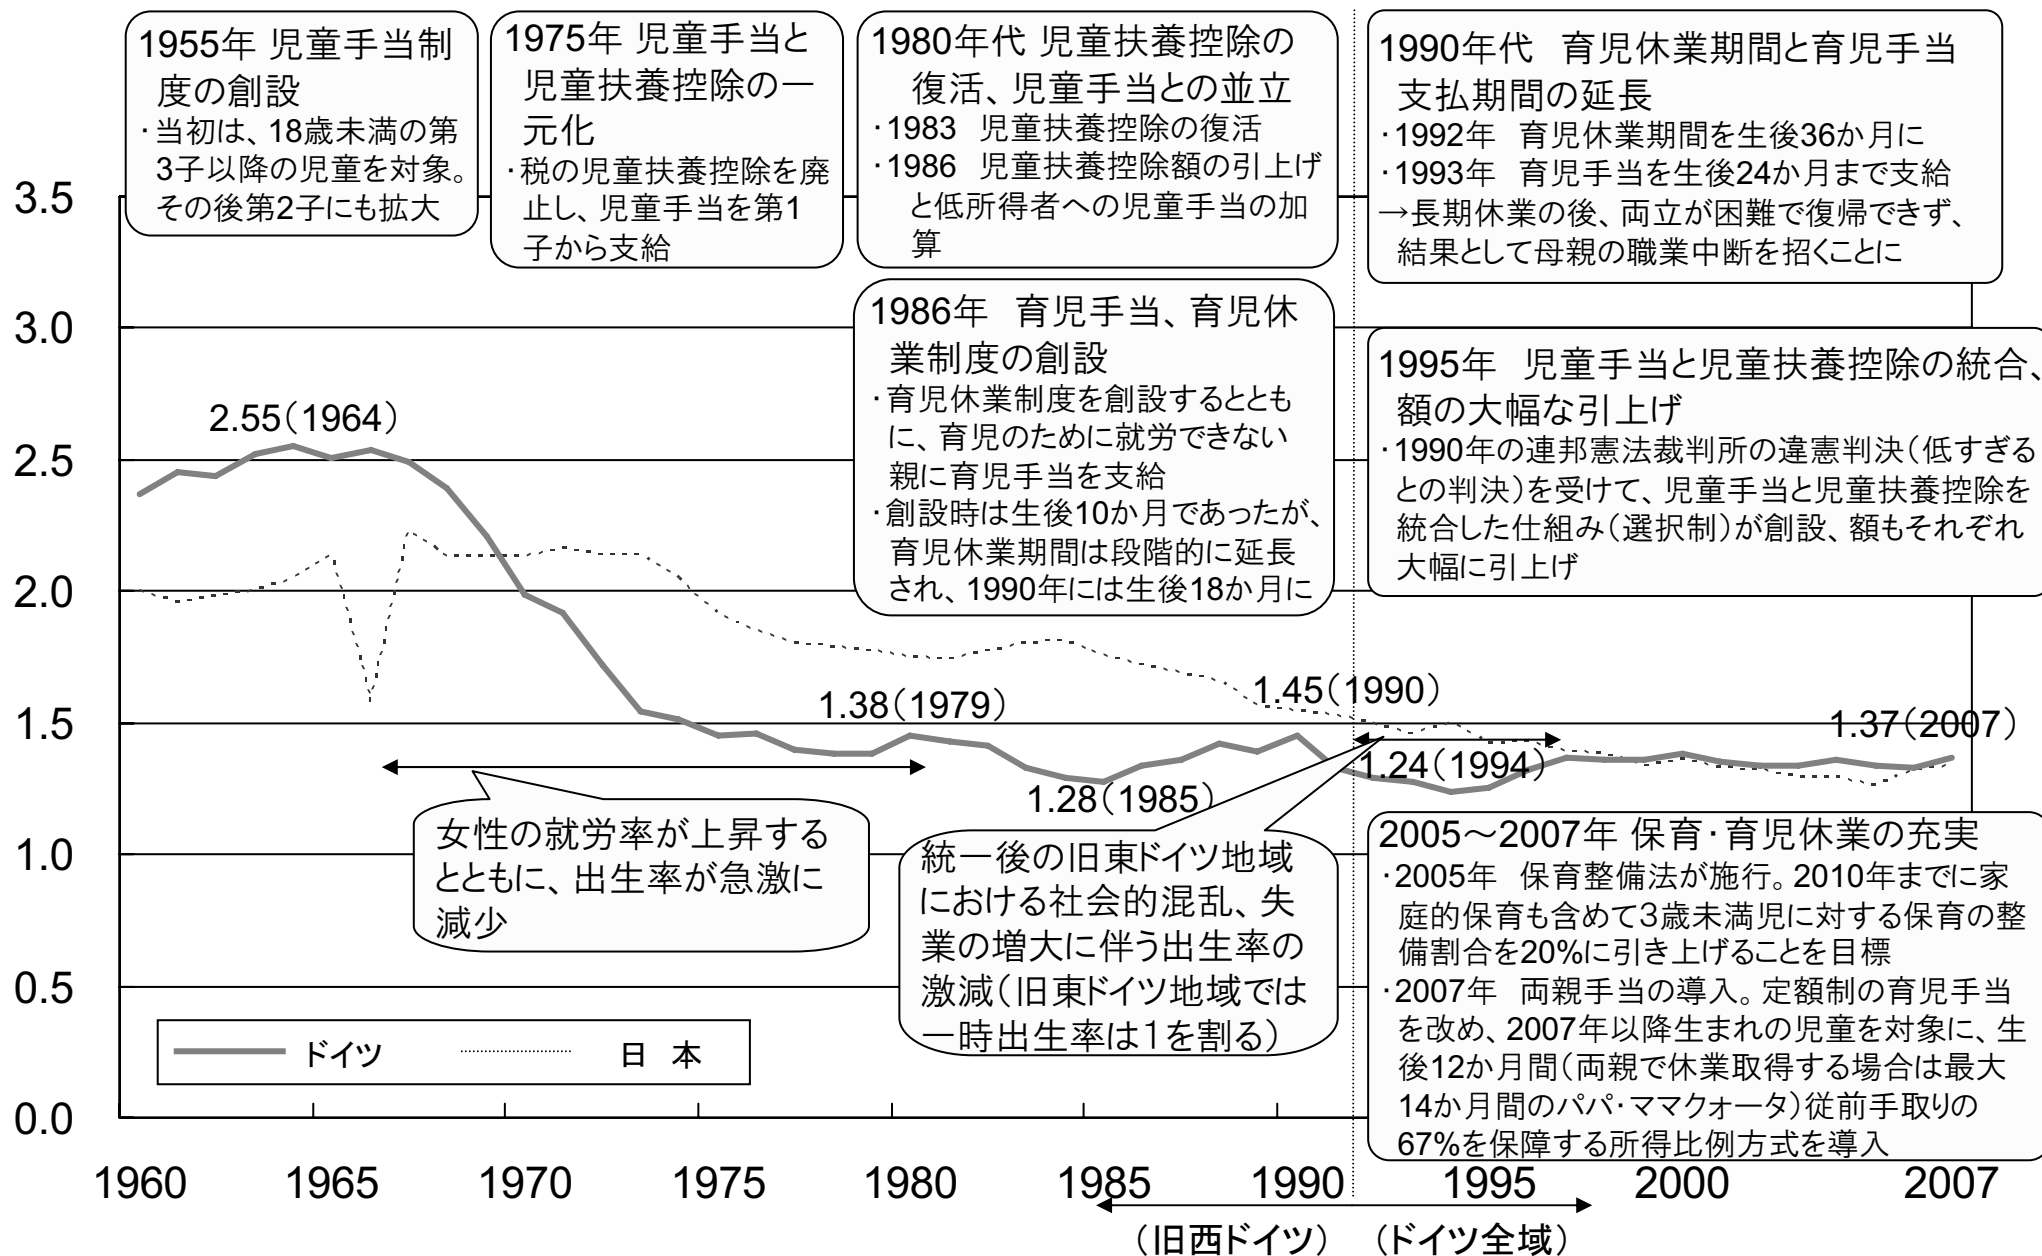 1955年 児童手当制
度の創設
・当初は、18歳未満の第
3子以降の児童を対象。
その後第2子にも拡大
1975年 児童手当と
児童扶養控除の一
元化
・税の児童扶養控除を廃
止し、児童手当を第1
子から支給
1980年代 児童扶養控除の
復活、児童手当との並立
・1983 児童扶養控除の復活
・1986 児童扶養控除額の引上げ
と低所得者への児童手当の加
算
1990年代 育児休業期間と育児手当
支払期間の延長
・1992年 育児休業期間を生後36か月に
・1993年 育児手当を生後24か月まで支給
→長期休業の後、両立が困難で復帰できず、
結果として母親の職業中断を招くことに
1986年 育児手当、育児休
業制度の創設
・育児休業制度を創設するととも
に、育児のために就労できない
親に育児手当を支給
・創設時は生後10か月であったが、
育児休業期間は段階的に延長
され、1990年には生後18か月に
1995年 児童手当と児童扶養控除の統合、
額の大幅な引上げ
・1990年の連邦憲法裁判所の違憲判決(低すぎる
との判決)を受けて、児童手当と児童扶養控除を
統合した仕組み(選択制)が創設、額もそれぞれ
大幅に引上げ
3.5
3.0
2.5
2.0
1.5
1.0
0.5
0.0
2.55(1964)
1.38(1979)
1.28(1985)
1.45(1990)
1.24(1994)
1.37(2007)
女性の就労率が上昇する
とともに、出生率が急激に
減少
統一後の旧東ドイツ地域
における社会的混乱、失
業の増大に伴う出生率の
激減(旧東ドイツ地域では
一時出生率は1を割る)
2005～2007年 保育・育児休業の充実
・2005年 保育整備法が施行。2010年までに家
庭的保育も含めて3歳未満児に対する保育の整
備割合を20%に引き上げることを目標
・2007年 両親手当の導入。定額制の育児手当
を改め、2007年以降生まれの児童を対象に、生
後12か月間(両親で休業取得する場合は最大
14か月間のパパ・ママクォータ)従前手取りの
67%を保障する所得比例方式を導入
ドイツ 日 本
1960 1965 1970 1975 1980 1985 1990 1995 2000 2007
(旧西ドイツ) (ドイツ全域)